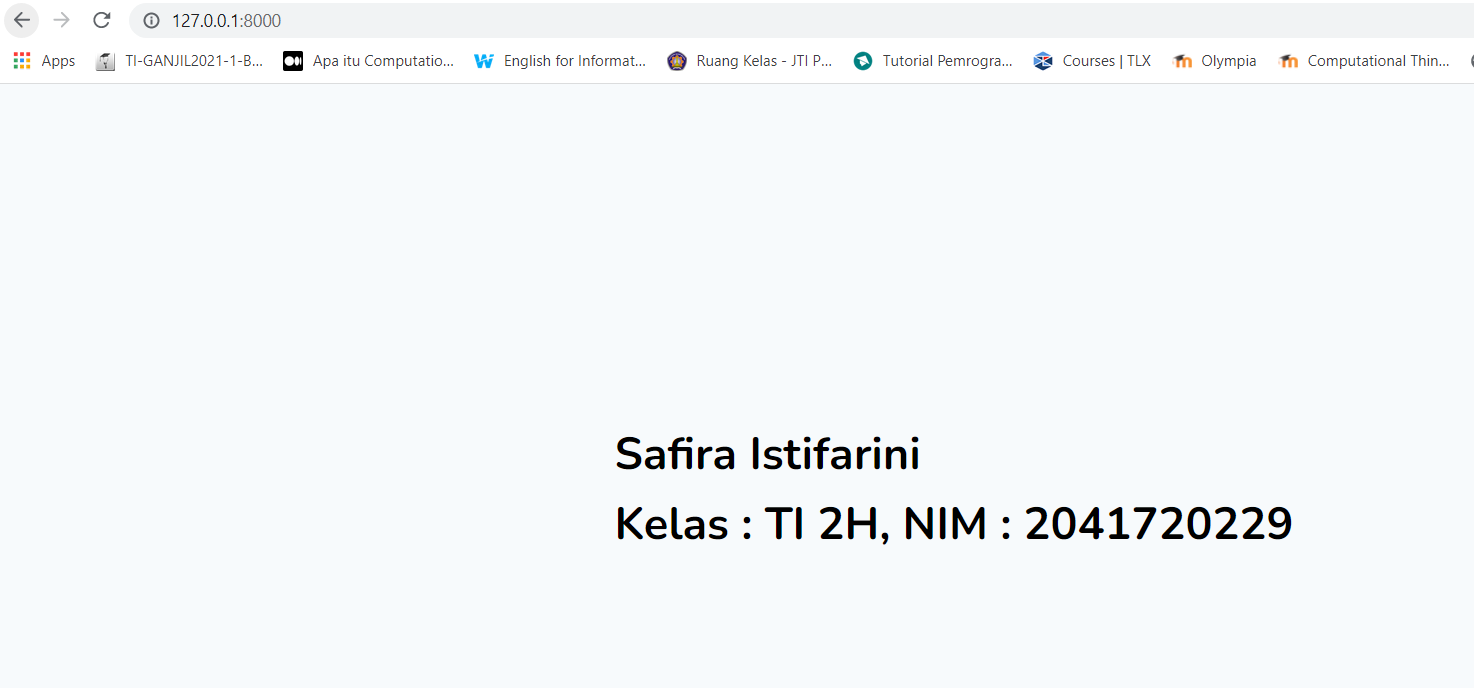 127.0.0.1:8000
Apps TI-GANJIL2021-1-B... Apa itu Computatio... English for Informat... Ruang Kelas - JTI P... Tutorial Pemrogra... Courses | TLX Olympia Computational Thin...
Safira Istifarini
Kelas : TI 2H, NIM : 2041720229